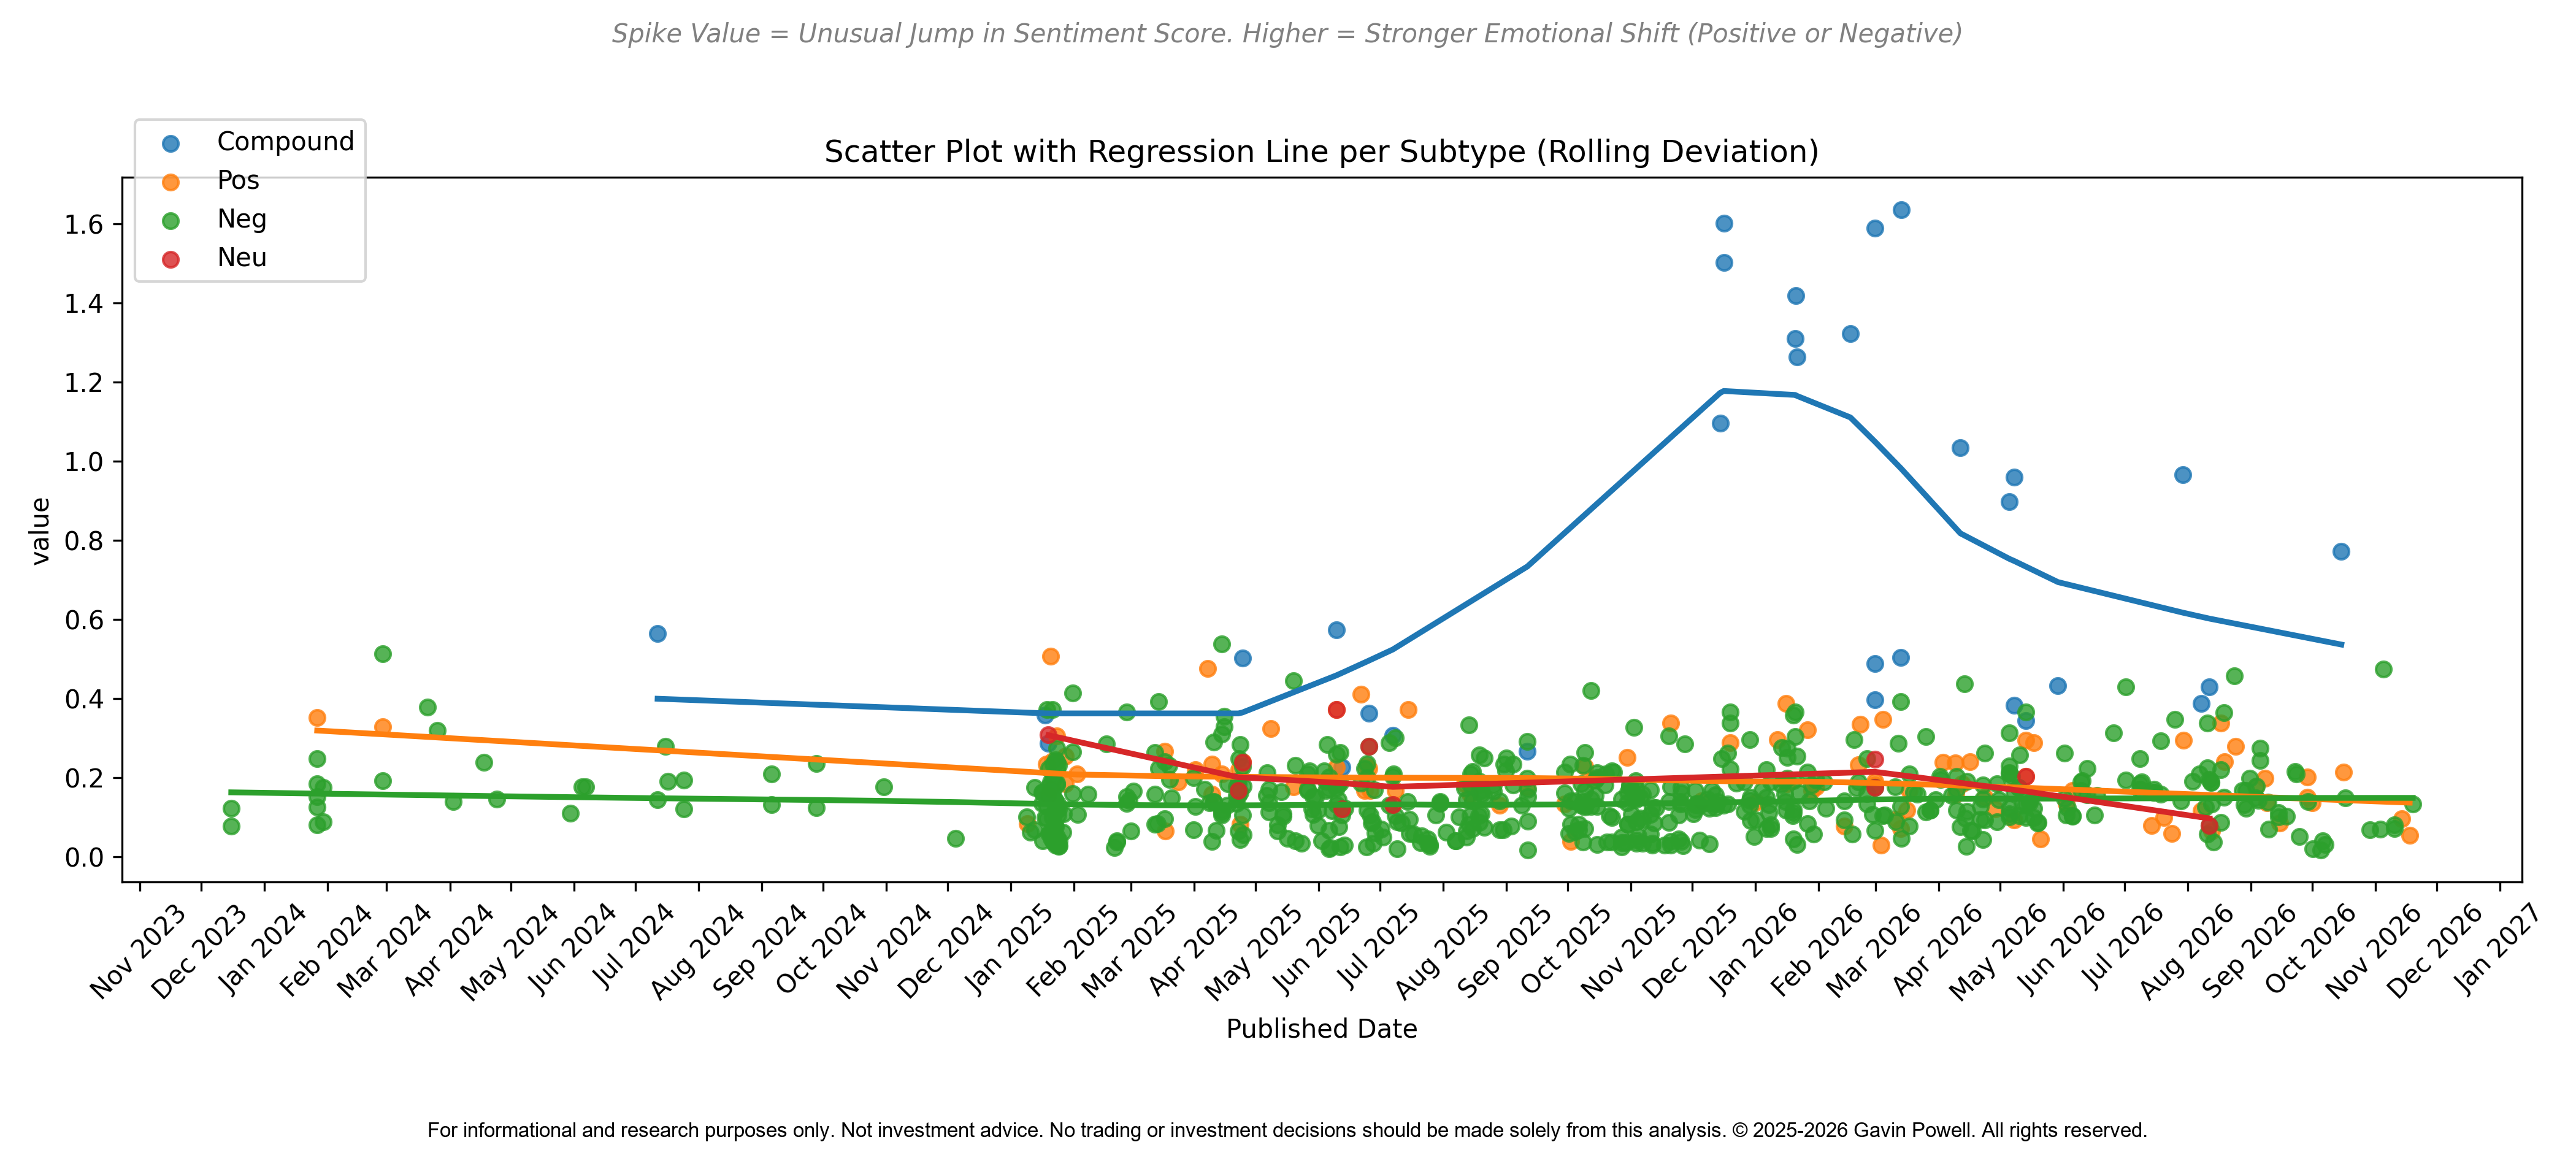 Spike Value = Unusual Jump in Sentiment Score. Higher = Stronger Emotional Shift (Positive or Negative)
Scatter Plot with Regression Line per Subtype (Rolling Deviation)
Compound
Pos
Neg
Neu
value
1.6
1.4
1.2
1.0
0.8
0.6
0.4
0.2
0.0
Nov 2023
Dec 2023
Jan 2024
Feb 2024
Mar 2024
Apr 2024
May 2024
Jun 2024
Jul 2024
Aug 2024
Sep 2024
Oct 2024
Nov 2024
Dec 2024
Jan 2025
Feb 2025
Mar 2025
Apr 2025
May 2025
Jun 2025
Jul 2025
Aug 2025
Sep 2025
Oct 2025
Nov 2025
Dec 2025
Jan 2026
Feb 2026
Mar 2026
Apr 2026
May 2026
Jun 2026
Jul 2026
Aug 2026
Sep 2026
Oct 2026
Nov 2026
Dec 2026
Jan 2027
Published Date
For informational and research purposes only. Not investment advice. No trading or investment decisions should be made solely from this analysis. © 2025-2026 Gavin Powell. All rights reserved.